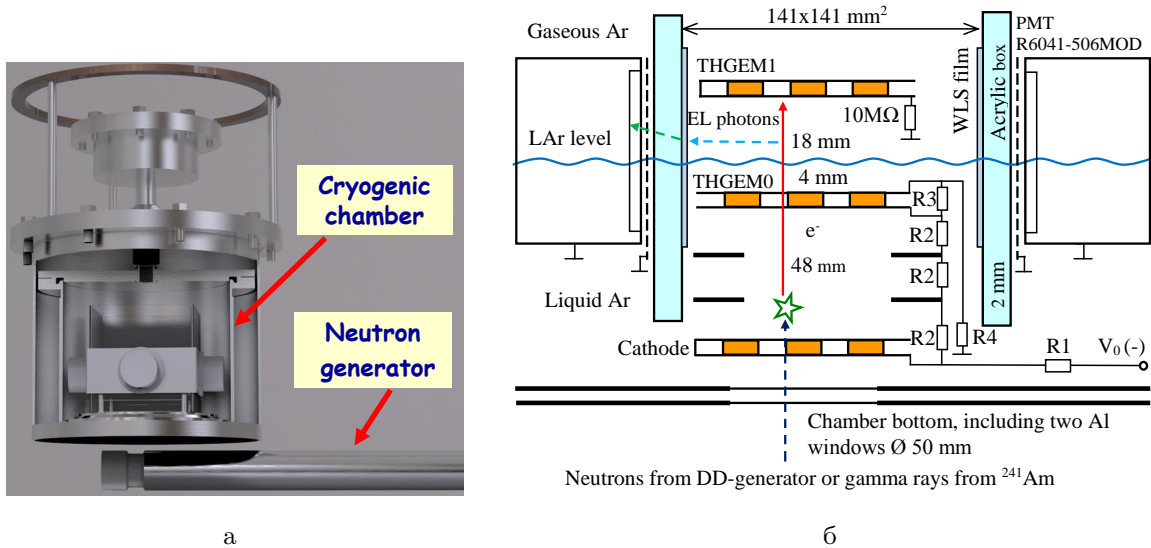 Cryogenic
chamber
Neutron
generator
а
141x141 mm²
Gaseous Ar
PMT
R6041-506MOD
THGEM1
WLS film
Acrylic box
EL photons
10MΩ
LAr level
18 mm
4 mm
THGEM0
R3
e⁻
R2
48 mm
R2
Liquid Ar
2 mm
Cathode
R2
R4
R1
V₀ (-)
Chamber bottom, including two Al
windows Ø 50 mm
Neutrons from DD-generator or gamma rays from ²⁴¹Am
б